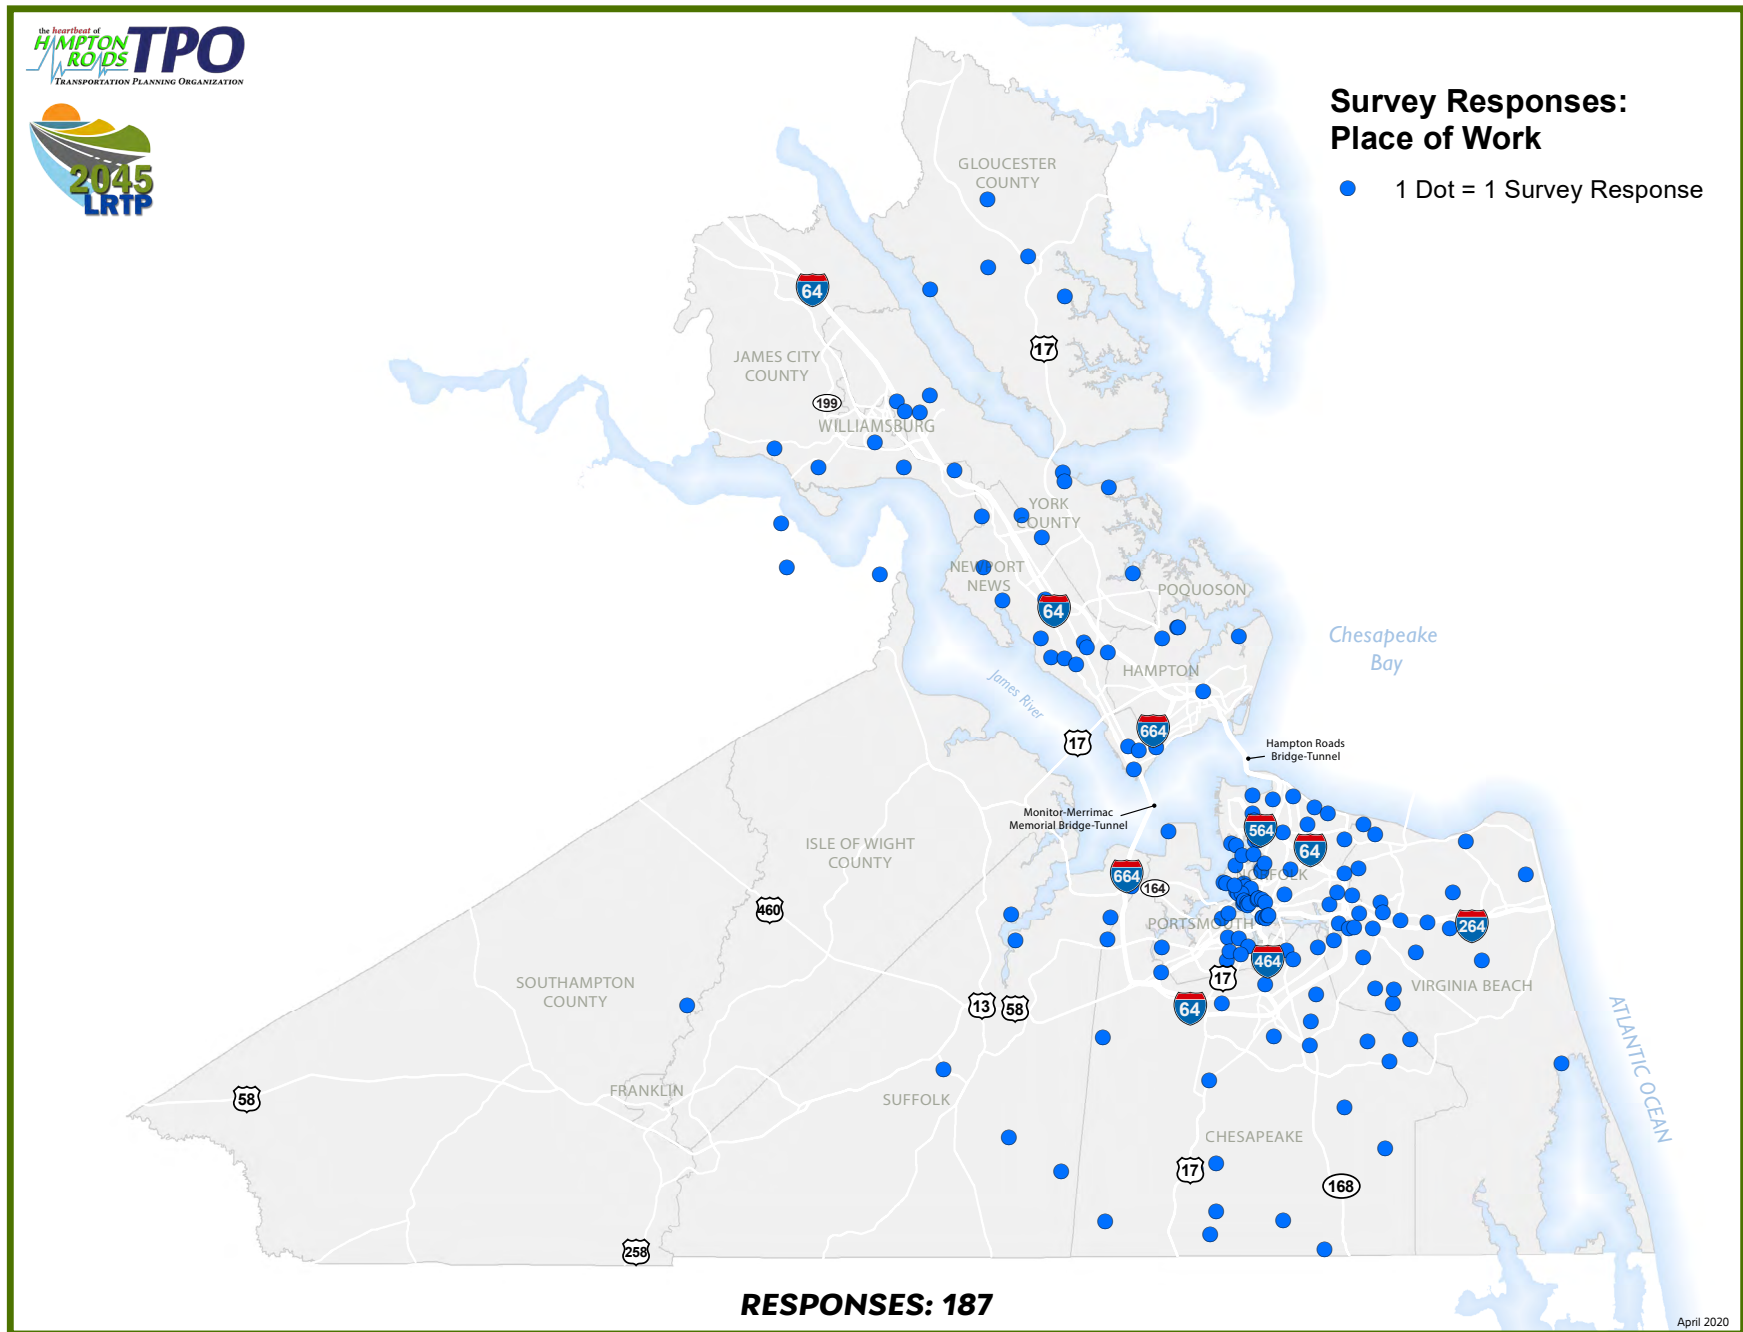 the heartbeat of
HAMPTON
ROADS
TPO
TRANSPORTATION PLANNING ORGANIZATION
2045
LRTP
Survey Responses:
Place of Work
1 Dot = 1 Survey Response
GLOUCESTER
COUNTY
64
17
JAMES CITY
COUNTY
199
WILLIAMSBURG
YORK
COUNTY
NEWPORT
NEWS
64
POQUOSON
Chesapeake
Bay
HAMPTON
James River
664
17
Hampton Roads
Bridge-Tunnel
Monitor-Merrimac
Memorial Bridge-Tunnel
564
64
ISLE OF WIGHT
COUNTY
664
164
NORFOLK
460
PORTSMOUTH
264
464
17
SOUTHAMPTON
COUNTY
VIRGINIA BEACH
13
58
64
ATLANTIC OCEAN
58
FRANKLIN
SUFFOLK
CHESAPEAKE
17
168
258
RESPONSES: 187
April 2020